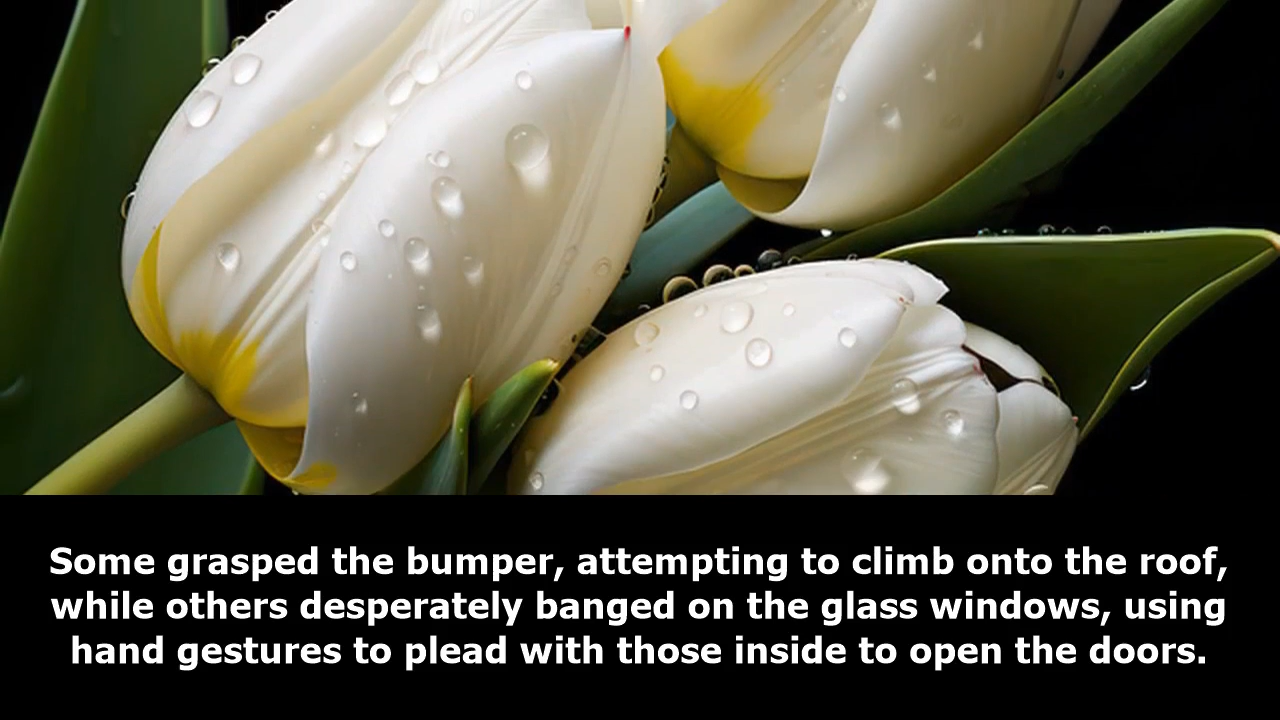 Some grasped the bumper, attempting to climb onto the roof,
while others desperately banged on the glass windows, using
hand gestures to plead with those inside to open the doors.